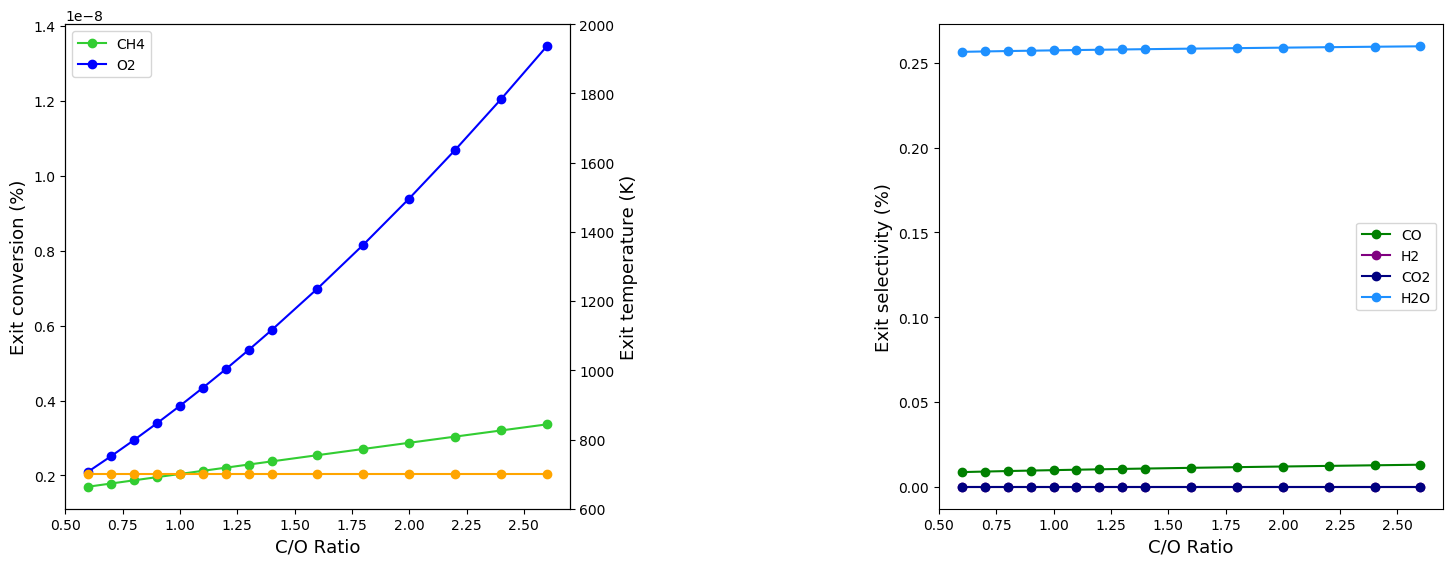 1e−8
1.4
1.2
1.0
0.8
0.6
0.4
0.2
Exit conversion (%)
CH4
O2
0.50 0.75 1.00 1.25 1.50 1.75 2.00 2.25 2.50
C/O Ratio
2000
1800
1600
1400
1200
1000
800
600
Exit temperature (K)
0.25
0.20
0.15
0.10
0.05
0.00
Exit selectivity (%)
CO
H2
CO2
H2O
0.50 0.75 1.00 1.25 1.50 1.75 2.00 2.25 2.50
C/O Ratio